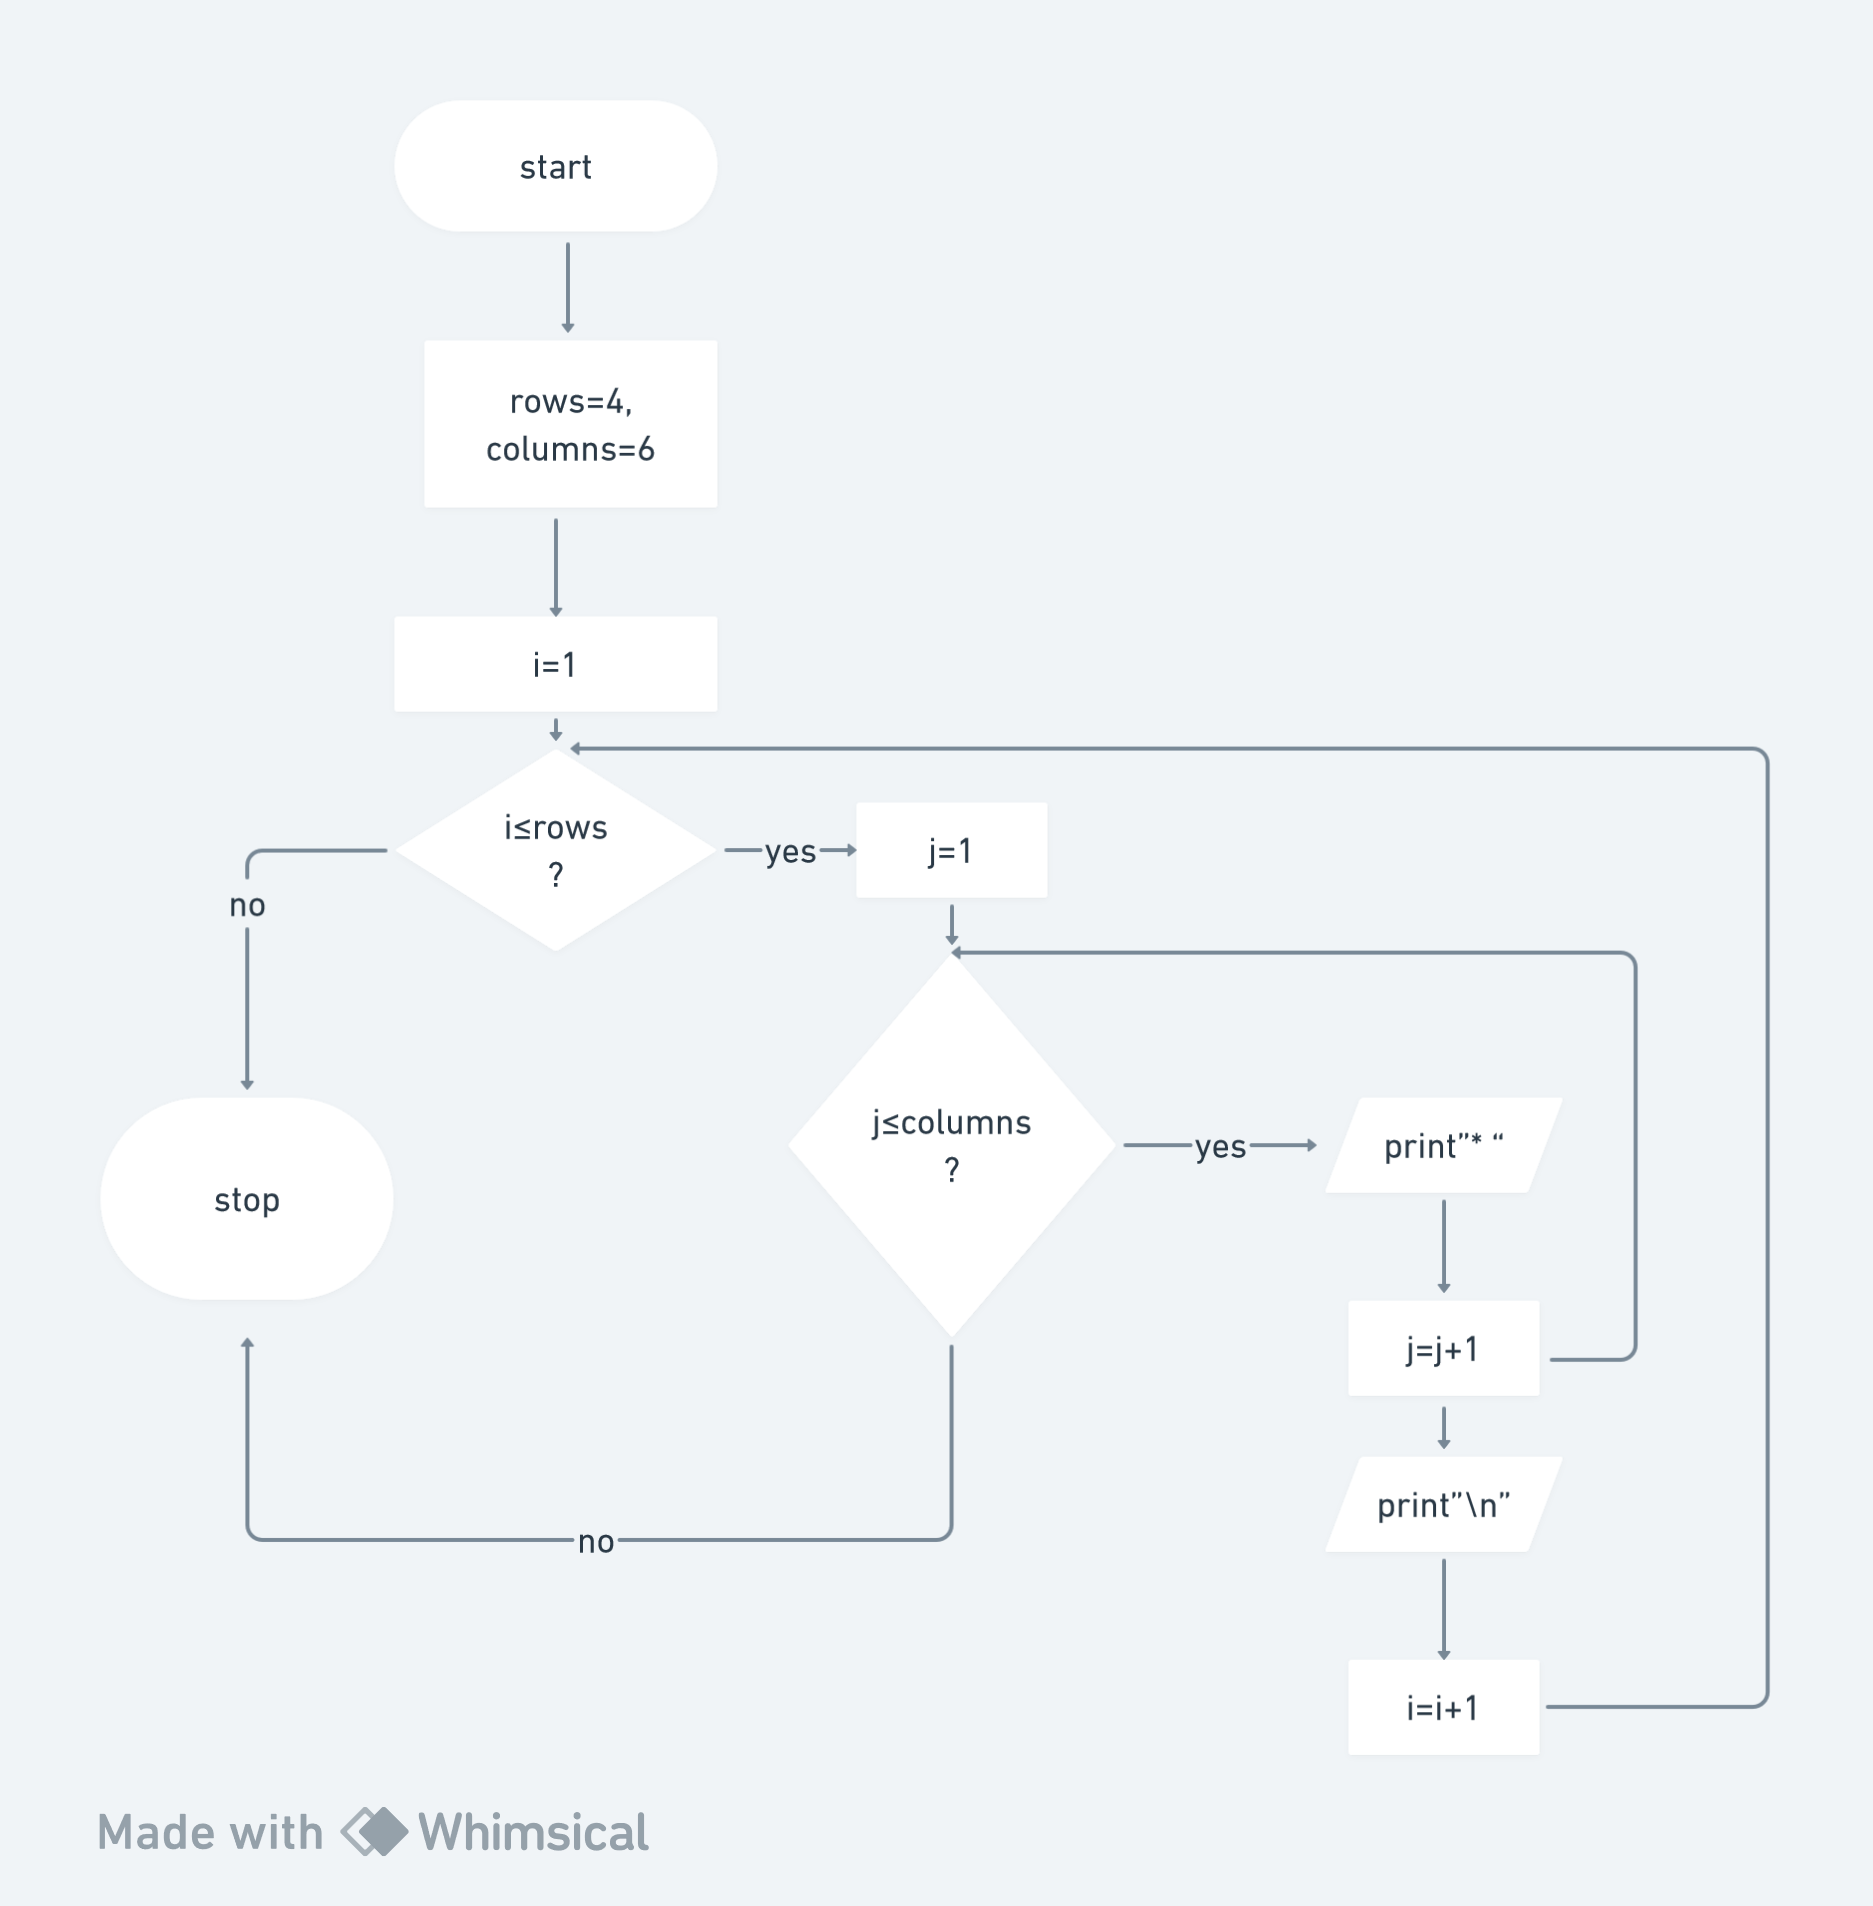 start
rows=4,
columns=6
i=1
i≤rows
?
yes
j=1
no
j≤columns
?
yes
print”* “
stop
j=j+1
print”\n”
no
i=i+1
Made with Whimsical